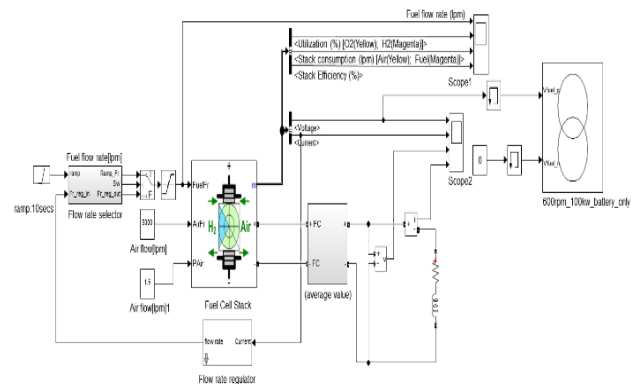 Fuel flow rate (lpm)
<Utilization (%) [O2(Yellow); H2(Magenta)]>
<Stack consumption (lpm) [Air(Yellow); Fuel(Magenta)]>
<Stack Efficiency (%)>
Scope1
<Voltage>
<Current>
Scope2
0
600rpm_100kw_battery_only
Fuel flow rate[lpm]
ramp
Ramp_Fr
Sw
Fr_reg_in
Fr_reg_out
T
F
ramp.10secs
Flow rate selector
FuelFr
m
5000
AirFr
H2
Air
Air flow[lpm]
1.5
PAir
Air flow[lpm]1
Fuel Cell Stack
+
-
+ FC
- FC
+
-
(average value)
+
-
v
+
-
flow rate
Current
Flow rate regulator